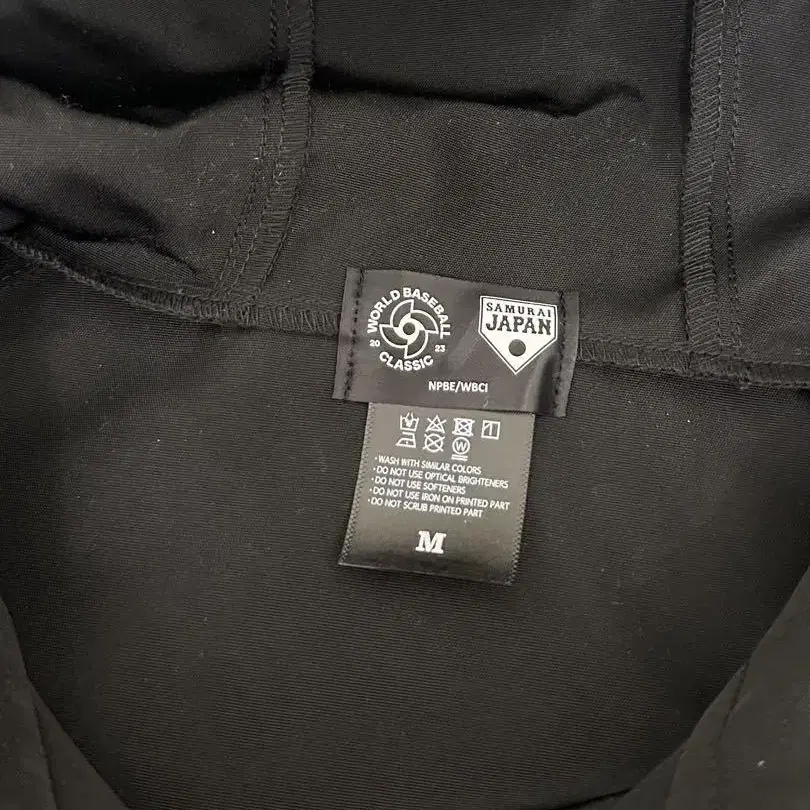 WORLD BASEBALL
20 23
CLASSIC
SAMURAI
JAPAN
NPBE/WBCI
W
•WASH WITH SIMILAR COLORS
•DO NOT USE OPTICAL BRIGHTENERS
•DO NOT USE SOFTENERS
•DO NOT USE IRON ON PRINTED PART
•DO NOT SCRUB PRINTED PART
M